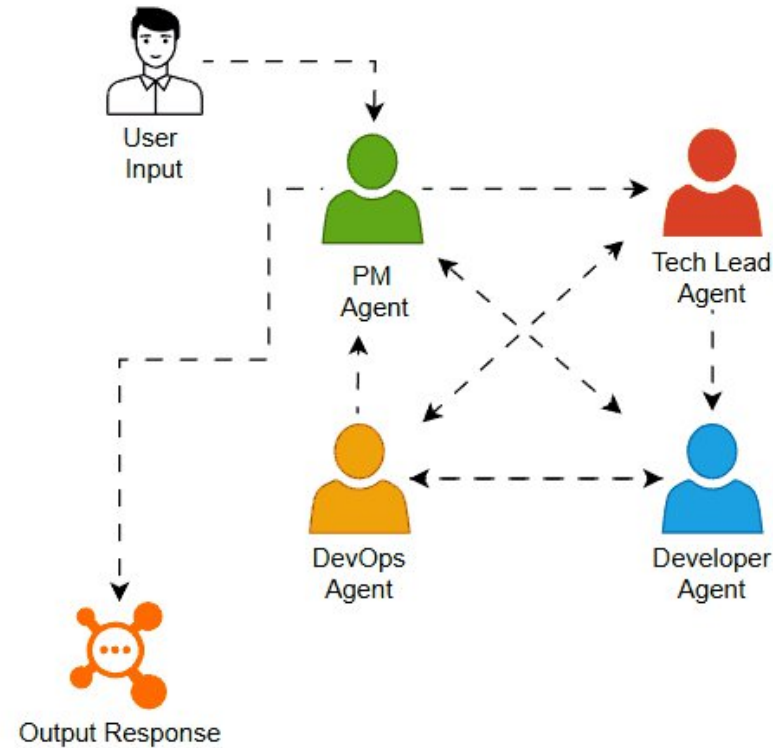 User
Input
PM
Agent
Tech Lead
Agent
DevOps
Agent
Developer
Agent
Output Response